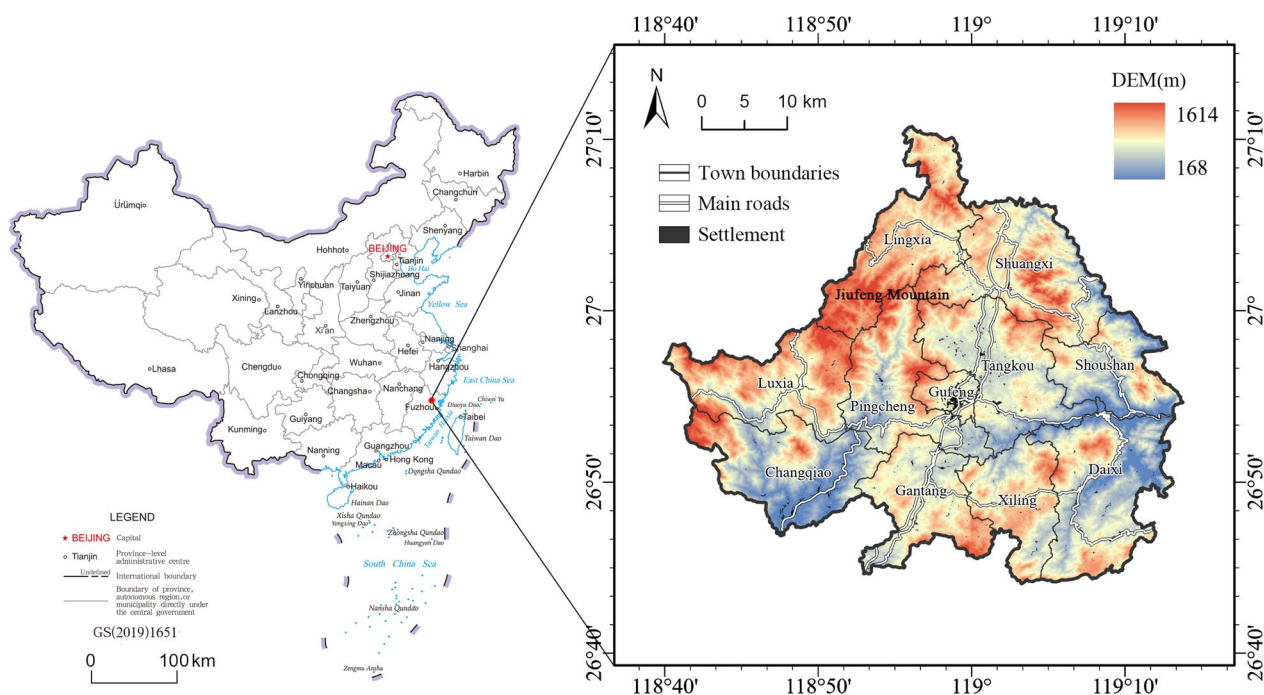 Harbin
Changchun
Ürümqi
Shenyang
Hohhot
BEIJING
Tianjin
Bo Hai
Shijiazhuang
Yinchuan
Taiyuan
Jinan
Xining
Lanzhou
Yellow Sea
Zhengzhou
Xi'an
Nanjing
Hefei
Shanghai
Lhasa
Chengdu
Wuhan
Hangzhou
Chongqing
East China Sea
Changsha
Nanchang
Diaoyu Dao
Chiwei Yu
Fuzhou
Taibei
Guiyang
Taiwan Dao
Kunming
Nanning
Guangzhou
Macau
Hong Kong
Dongsha Qundao
Haikou
Hainan Dao
Xisha Qundao
Yongxing Dao
Zhongsha Qundao
Huangyan Dao
South China Sea
Nansha Qundao
Zengmu Ansha
LEGEND
BEIJING Capital
Tianjin Province-level
administrative centre
Undefined International boundary
Boundary of province,
autonomous region,or
municipality directly under
the central government
GS(2019)1651
0 100 km
118°40' 118°50' 119° 119°10'
27°10'
27°
26°50'
26°40'
N
0 5 10 km
Town boundaries
Main roads
Settlement
DEM(m)
1614
168
Lingxia
Shuangxi
Jiufeng Mountain
Tangkou
Shoushan
Luxia
Gufeng
Pingcheng
Changqiao
Daixi
Gantang
Xiling
27°10'
27°
26°50'
26°40'
118°40' 118°50' 119° 119°10'